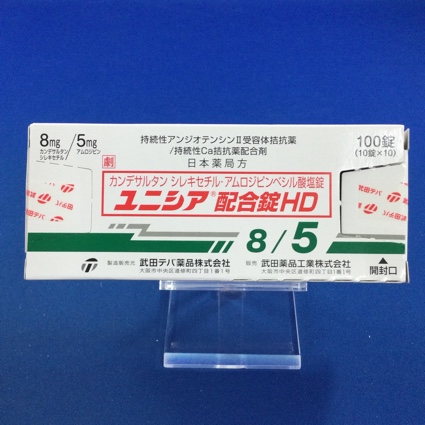 8mg/5mg
カンデサルタン シレキセチル アムロジピン
持続性アンジオテンシンⅡ受容体拮抗薬
/持続性Ca拮抗薬配合剤
日本薬局方
100錠
(10錠×10)
劇
カンデサルタン シレキセチル・アムロジピンベシル酸塩錠
ユニシア®配合錠HD
8/5
武田テバ
武田テバ
製造販売元 武田テバ薬品株式会社
大阪市中央区道修町四丁目1番1号
販売 武田薬品工業株式会社
大阪市中央区道修町四丁目1番1号
開封口